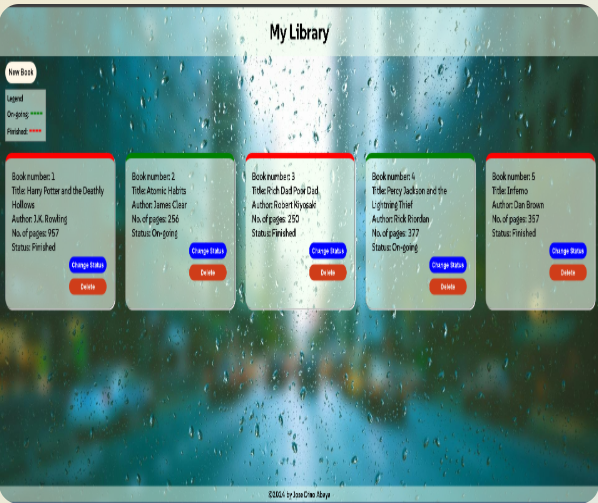 My Library
New Book
Legend
On-going: ****
Finished: ****
Book number: 1
Title: Harry Potter and the Deathly
Hollows
Author: J.K. Rowling
No. of pages: 957
Status: Finished
Change Status
Delete
Book number: 2
Title: Atomic Habits
Author: James Clear
No. of pages: 256
Status: On-going
Change Status
Delete
Book number: 3
Title: Rich Dad Poor Dad
Author: Robert Kiyosaki
No. of pages: 250
Status: Finished
Change Status
Delete
Book number: 4
Title: Percy Jackson and the
Lightning Thief
Author: Rick Riordan
No. of pages: 377
Status: On-going
Change Status
Delete
Book number: 5
Title: Inferno
Author: Dan Brown
No. of pages: 357
Status: Finished
Change Status
Delete
©2024 by Jose Dino Abaya